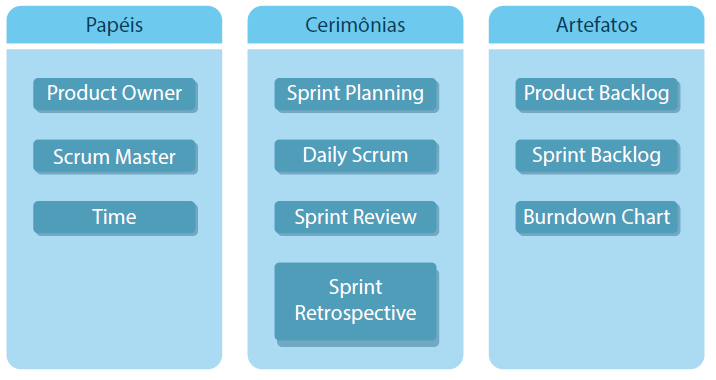 Papéis
Product Owner
Scrum Master
Time
Cerimônias
Sprint Planning
Daily Scrum
Sprint Review
Sprint
Retrospective
Artefatos
Product Backlog
Sprint Backlog
Burndown Chart